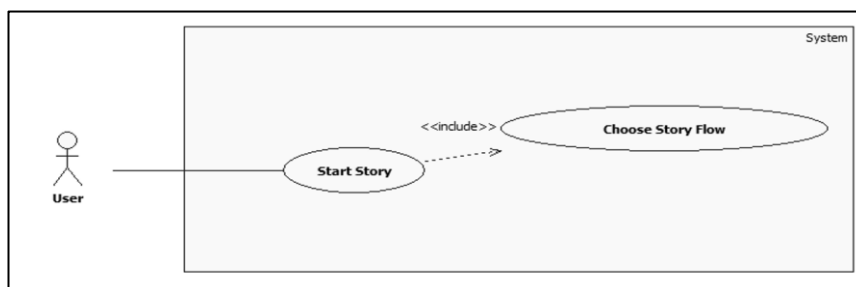 System
<<include>>
Choose Story Flow
Start Story
User